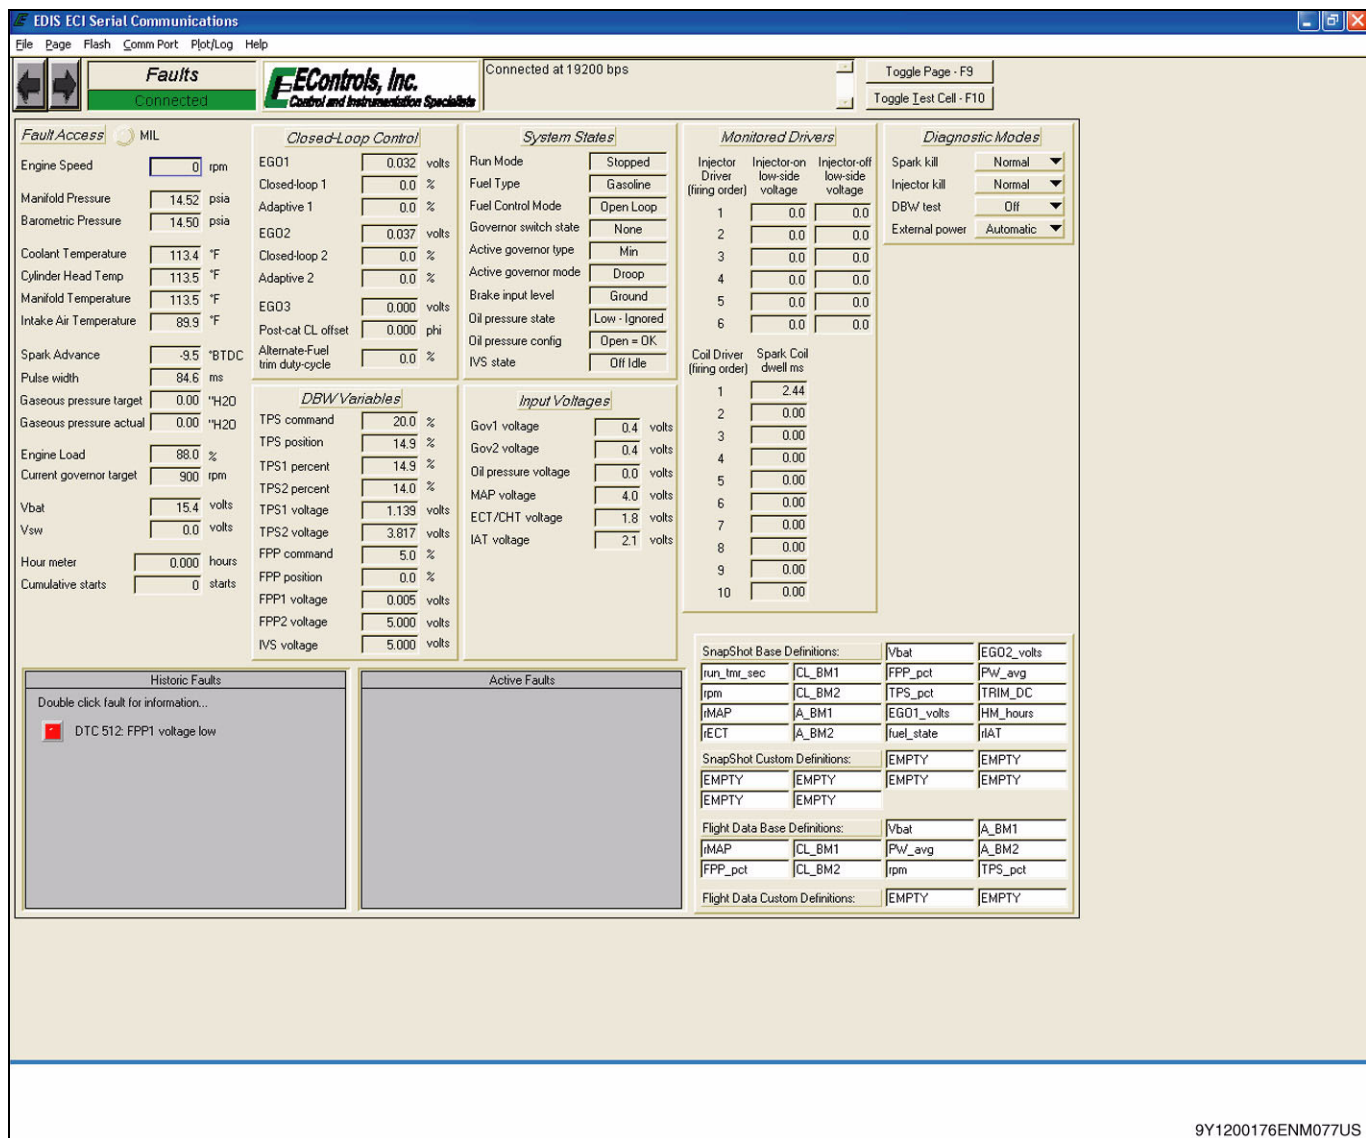 EDIS ECI Serial Communications
File Page Flash Comm Port Plot/Log Help
Faults
Connected
EControls, Inc.
Control and Instrumentation Specialists
Connected at 19200 bps
Toggle Page - F9
Toggle Test Cell - F10
Fault Access MIL
Engine Speed 0 rpm
Manifold Pressure 14.52 psia
Barometric Pressure 14.50 psia
Coolant Temperature 113.4 °F
Cylinder Head Temp 113.5 °F
Manifold Temperature 113.5 °F
Intake Air Temperature 89.9 °F
Spark Advance -9.5 °BTDC
Pulse width 84.6 ms
Gaseous pressure target 0.00 "H2O
Gaseous pressure actual 0.00 "H2O
Engine Load 88.0 %
Current governor target 900 rpm
Vbat 15.4 volts
Vsw 0.0 volts
Hour meter 0.000 hours
Cumulative starts 0 starts
Closed-Loop Control
EGO1 0.032 volts
Closed-loop 1 0.0 %
Adaptive 1 0.0 %
EGO2 0.037 volts
Closed-loop 2 0.0 %
Adaptive 2 0.0 %
EGO3 0.000 volts
Post-cat CL offset 0.000 phi
Alternate-Fuel
trim duty-cycle 0.0 %
DBW Variables
TPS command 20.0 %
TPS position 14.9 %
TPS1 percent 14.9 %
TPS2 percent 14.0 %
TPS1 voltage 1.139 volts
TPS2 voltage 3.817 volts
FPP command 5.0 %
FPP position 0.0 %
FPP1 voltage 0.005 volts
FPP2 voltage 5.000 volts
IVS voltage 5.000 volts
System States
Run Mode Stopped
Fuel Type Gasoline
Fuel Control Mode Open Loop
Governor switch state None
Active governor type Min
Active governor mode Droop
Brake input level Ground
Oil pressure state Low - Ignored
Oil pressure config Open = OK
IVS state Off Idle
Input Voltages
Gov1 voltage 0.4 volts
Gov2 voltage 0.4 volts
Oil pressure voltage 0.0 volts
MAP voltage 4.0 volts
ECT/CHT voltage 1.8 volts
IAT voltage 2.1 volts
Monitored Drivers
Injector Injector-on Injector-off
Driver low-side low-side
(firing order) voltage voltage
1 0.0 0.0
2 0.0 0.0
3 0.0 0.0
4 0.0 0.0
5 0.0 0.0
6 0.0 0.0
Coil Driver Spark Coil
(firing order) dwell ms
1 2.44
2 0.00
3 0.00
4 0.00
5 0.00
6 0.00
7 0.00
8 0.00
9 0.00
10 0.00
Diagnostic Modes
Spark kill Normal
Injector kill Normal
DBW test Off
External power Automatic
Historic Faults
Double click fault for information...
DTC 512: FPP1 voltage low
Active Faults
SnapShot Base Definitions: Vbat EGO2_volts
run_tmr_sec CL_BM1 FPP_pct PW_avg
rpm CL_BM2 TPS_pct TRIM_DC
rMAP A_BM1 EGO1_volts HM_hours
rECT A_BM2 fuel_state rIAT
SnapShot Custom Definitions: EMPTY EMPTY
EMPTY EMPTY EMPTY EMPTY
EMPTY EMPTY
Flight Data Base Definitions: Vbat A_BM1
rMAP CL_BM1 PW_avg A_BM2
FPP_pct CL_BM2 rpm TPS_pct
Flight Data Custom Definitions: EMPTY EMPTY
9Y1200176ENM077US